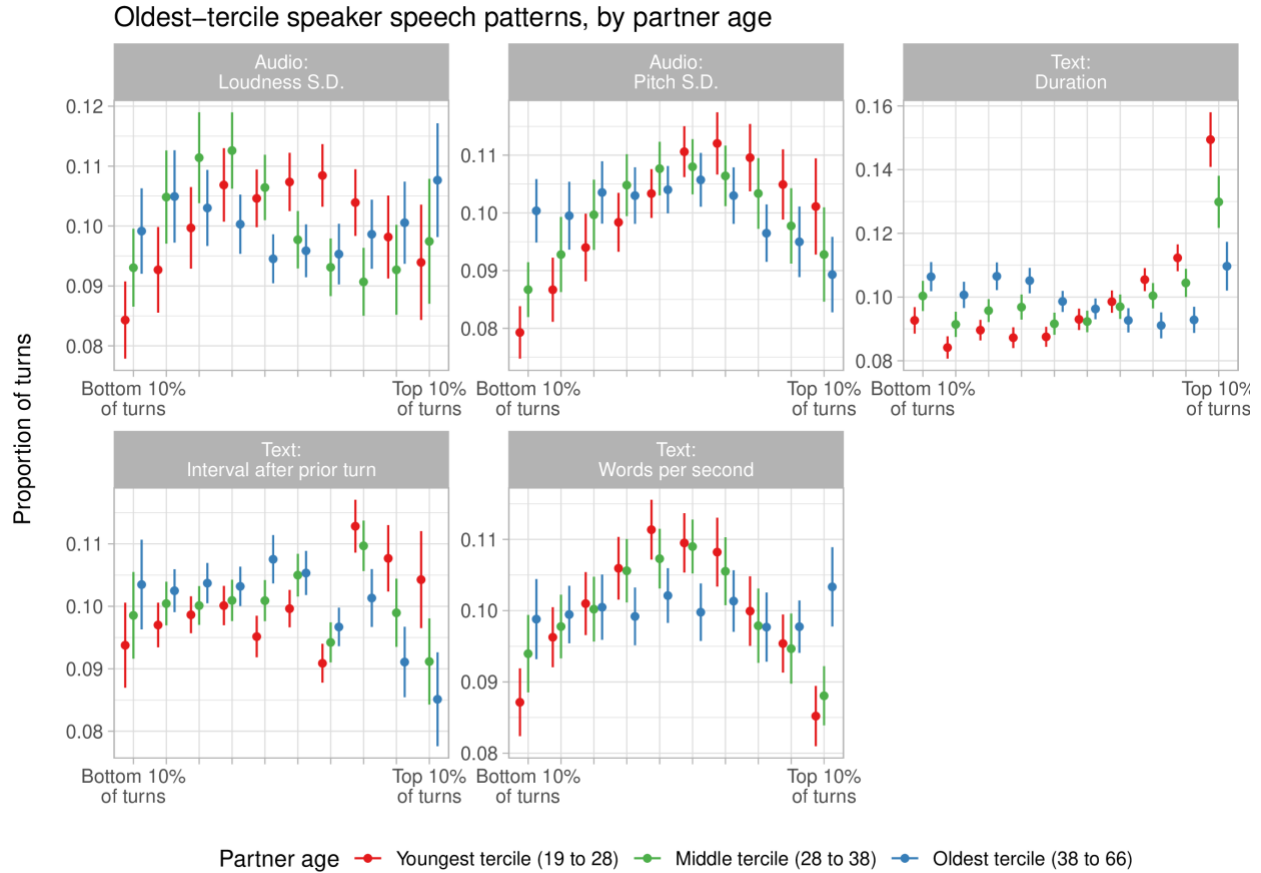 Oldest−tercile speaker speech patterns, by partner age
Audio:
Loudness S.D.
Audio:
Pitch S.D.
Text:
Duration
0.12
0.11
0.10
0.09
0.08
0.11
0.10
0.09
0.08
0.16
0.14
0.12
0.10
0.08
Bottom 10%
of turns
Top 10%
of turns
Bottom 10%
of turns
Top 10%
of turns
Bottom 10%
of turns
Top 10%
of turns
Proportion of turns
Text:
Interval after prior turn
Text:
Words per second
0.11
0.10
0.09
0.08
0.11
0.10
0.09
0.08
Bottom 10%
of turns
Top 10%
of turns
Bottom 10%
of turns
Top 10%
of turns
Partner age
Youngest tercile (19 to 28)
Middle tercile (28 to 38)
Oldest tercile (38 to 66)